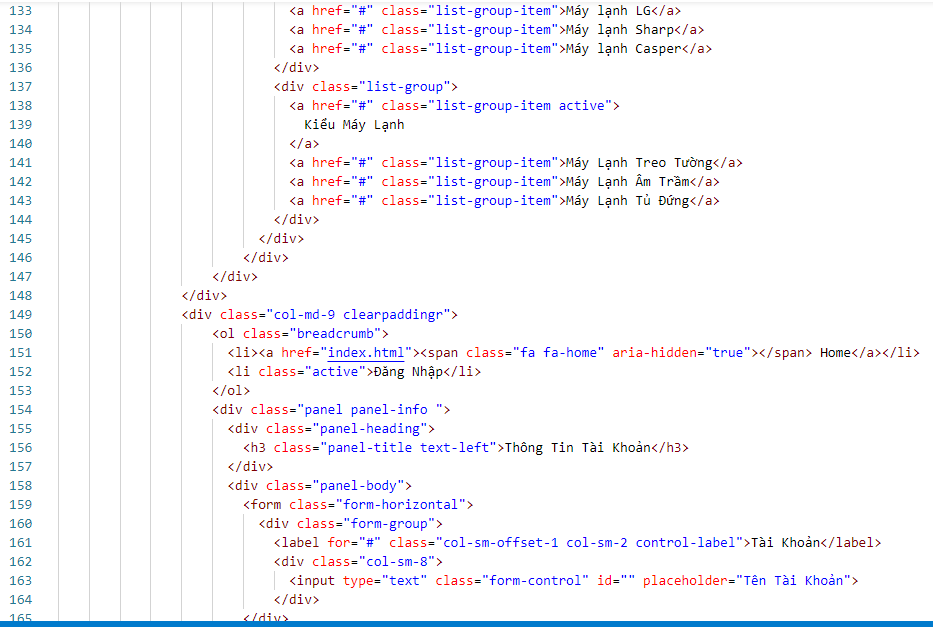 133 <a href="#" class="list-group-item">Máy lạnh LG</a>
134 <a href="#" class="list-group-item">Máy lạnh Sharp</a>
135 <a href="#" class="list-group-item">Máy lạnh Casper</a>
136 </div>
137 <div class="list-group">
138 <a href="#" class="list-group-item active">
139 Kiểu Máy Lạnh
140 </a>
141 <a href="#" class="list-group-item">Máy Lạnh Treo Tường</a>
142 <a href="#" class="list-group-item">Máy Lạnh Âm Trầm</a>
143 <a href="#" class="list-group-item">Máy Lạnh Tủ Đứng</a>
144 </div>
145 </div>
146 </div>
147 </div>
148 </div>
149 <div class="col-md-9 clearpaddingr">
150 <ol class="breadcrumb">
151 <li><a href="index.html"><span class="fa fa-home" aria-hidden="true"></span> Home</a></li>
152 <li class="active">Đăng Nhập</li>
153 </ol>
154 <div class="panel panel-info ">
155 <div class="panel-heading">
156 <h3 class="panel-title text-left">Thông Tin Tài Khoản</h3>
157 </div>
158 <div class="panel-body">
159 <form class="form-horizontal">
160 <div class="form-group">
161 <label for="#" class="col-sm-offset-1 col-sm-2 control-label">Tài Khoản</label>
162 <div class="col-sm-8">
163 <input type="text" class="form-control" id="" placeholder="Tên Tài Khoản">
164 </div>
165 </div>